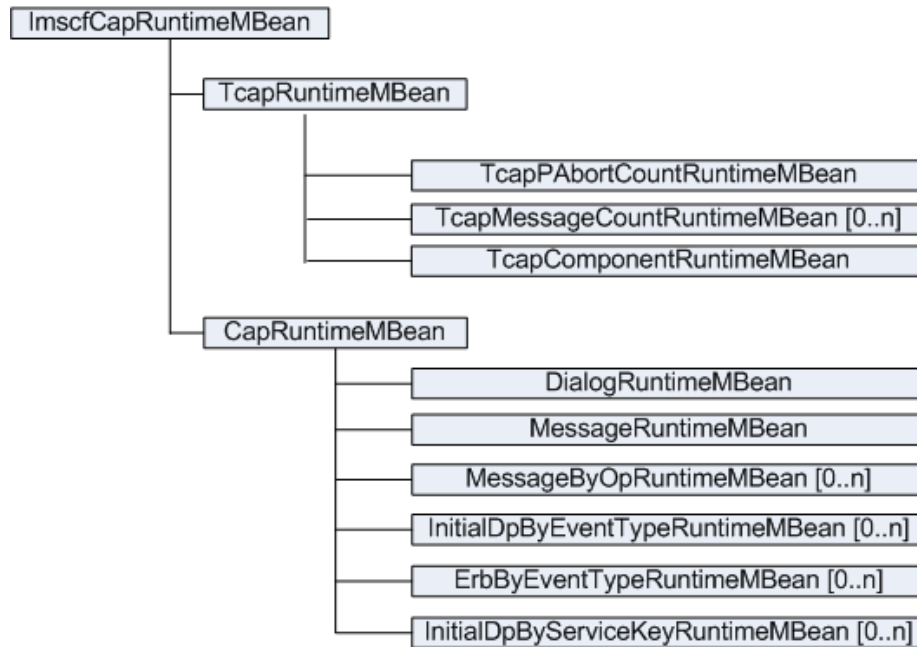 ImscfCapRuntimeMBean
TcapRuntimeMBean
TcapPAbortCountRuntimeMBean
TcapMessageCountRuntimeMBean [0..n]
TcapComponentRuntimeMBean
CapRuntimeMBean
DialogRuntimeMBean
MessageRuntimeMBean
MessageByOpRuntimeMBean [0..n]
InitialDpByEventTypeRuntimeMBean [0..n]
ErbByEventTypeRuntimeMBean [0..n]
InitialDpByServiceKeyRuntimeMBean [0..n]